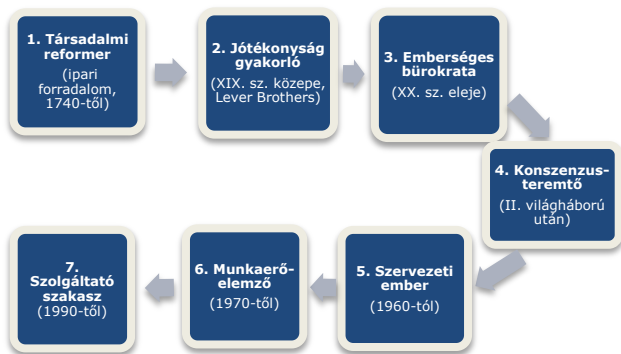 1. Társadalmi
reformer
(ipari
forradalom,
1740-től)
2. Jótékonyság
gyakorló
(XIX. sz. közepe,
Lever Brothers)
3. Emberséges
bürokrata
(XX. sz. eleje)
4. Konszenzus-
teremtő
(II. világháború
után)
5. Szervezeti
ember
(1960-tól)
6. Munkaerő-
elemző
(1970-től)
7.
Szolgáltató
szakasz
(1990-től)